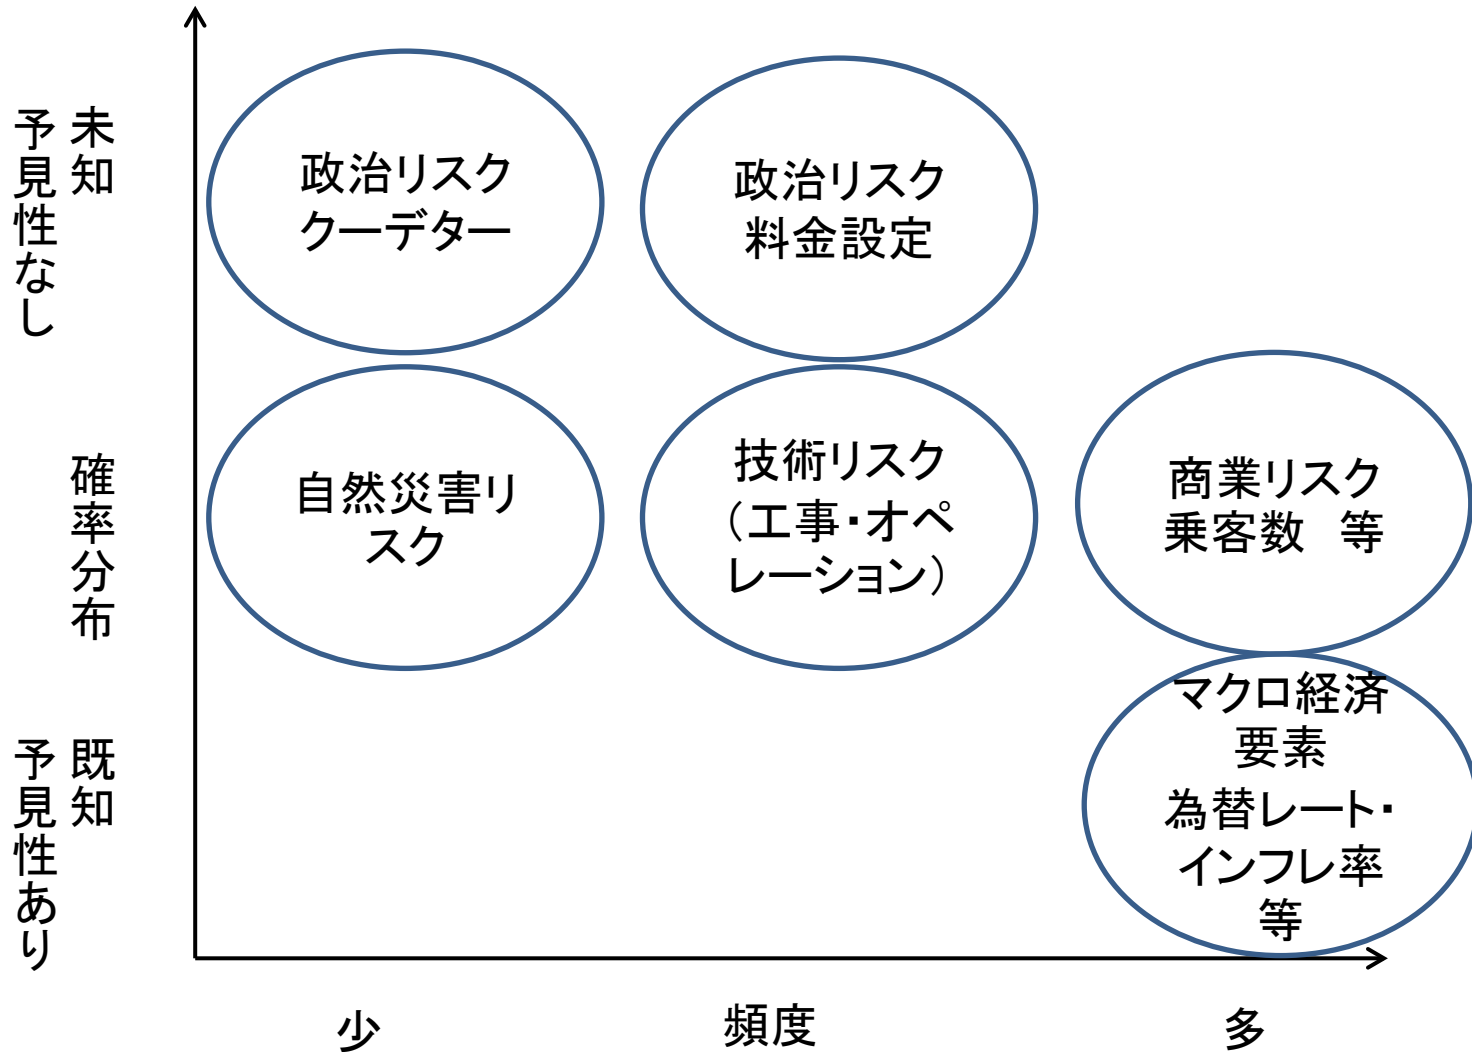 未知
予見性なし
政治リスク
クーデター
政治リスク
料金設定
確率分布
自然災害リ
スク
技術リスク
（工事・オペ
レーション）
商業リスク
乗客数　等
既知
予見性あり
マクロ経済
要素
為替レート・
インフレ率
等
少
頻度
多